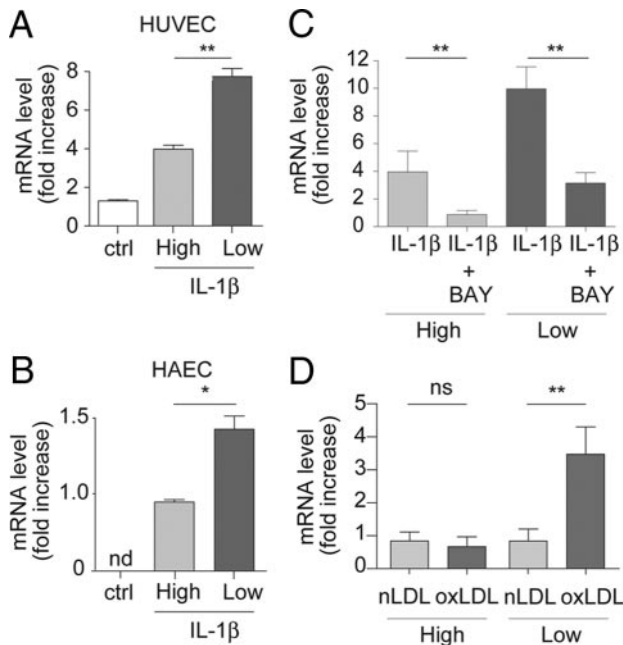 A
HUVEC
**
mRNA level
(fold increase)
8
6
4
2
0
ctrl
High
Low
IL-1β
B
HAEC
*
mRNA level
(fold increase)
1.5
1.0
0
nd
ctrl
High
Low
IL-1β
C
**
**
mRNA level
(fold increase)
12
10
8
6
4
2
0
IL-1β
IL-1β
+
BAY
IL-1β
IL-1β
+
BAY
High
Low
D
ns
**
mRNA level
(fold increase)
5
4
3
2
1
0
nLDL
oxLDL
nLDL
oxLDL
High
Low